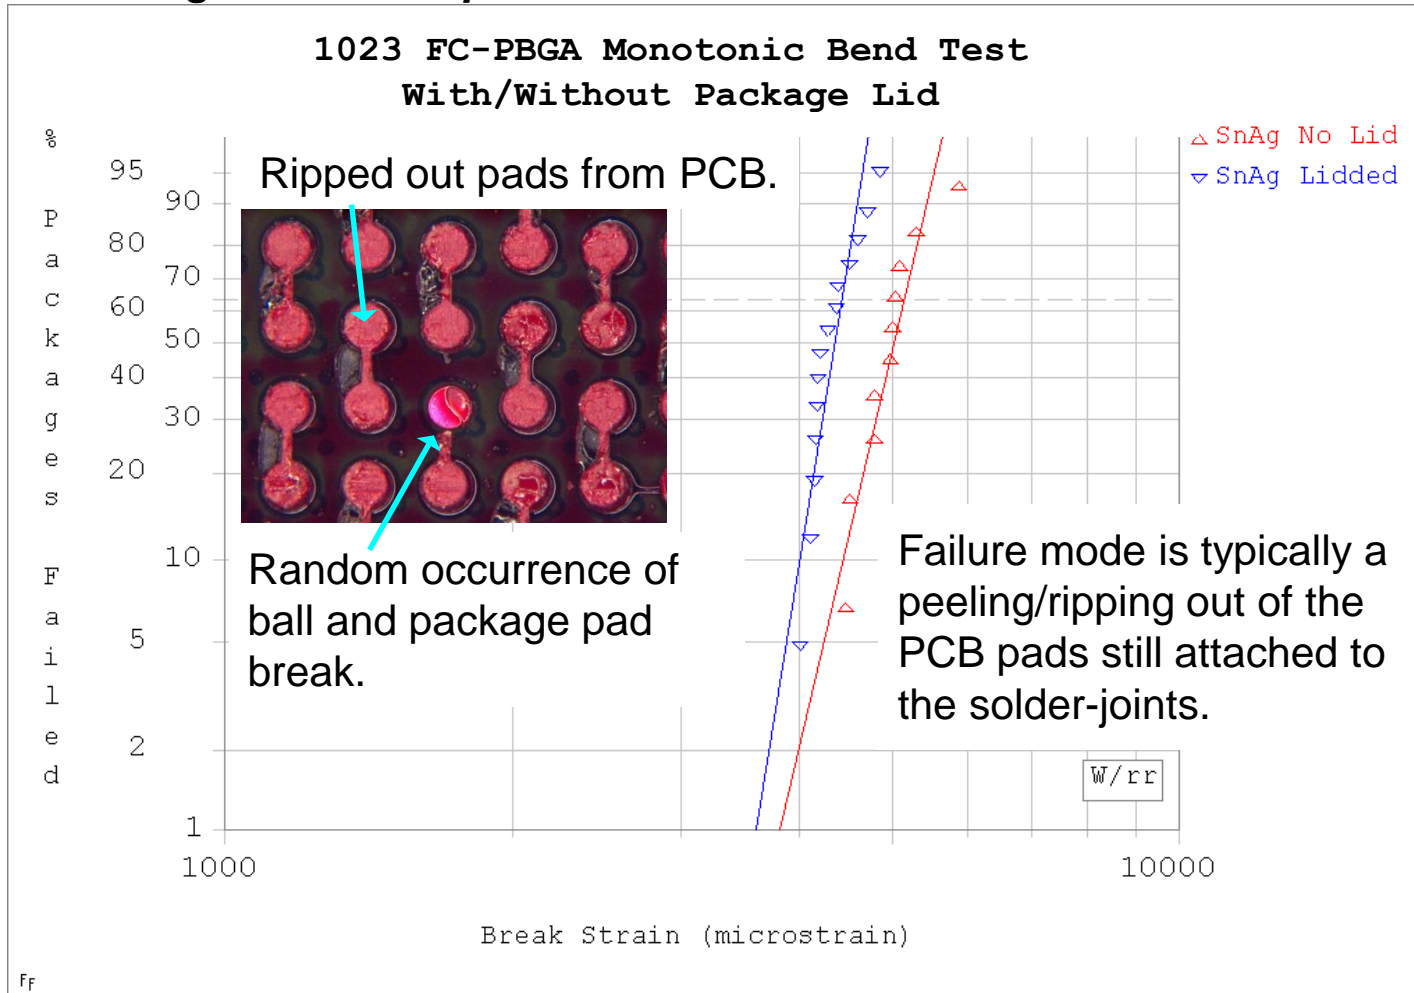 1023 FC-PBGA Monotonic Bend Test
With/Without Package Lid
SnAg No Lid
SnAg Lidded
% Packages Failed
95
90
80
70
60
50
40
30
20
10
5
2
1
Ripped out pads from PCB.
Random occurrence of
ball and package pad
break.
Failure mode is typically a
peeling/ripping out of the
PCB pads still attached to
the solder-joints.
W/rr
1000
10000
Break Strain (microstrain)
FF